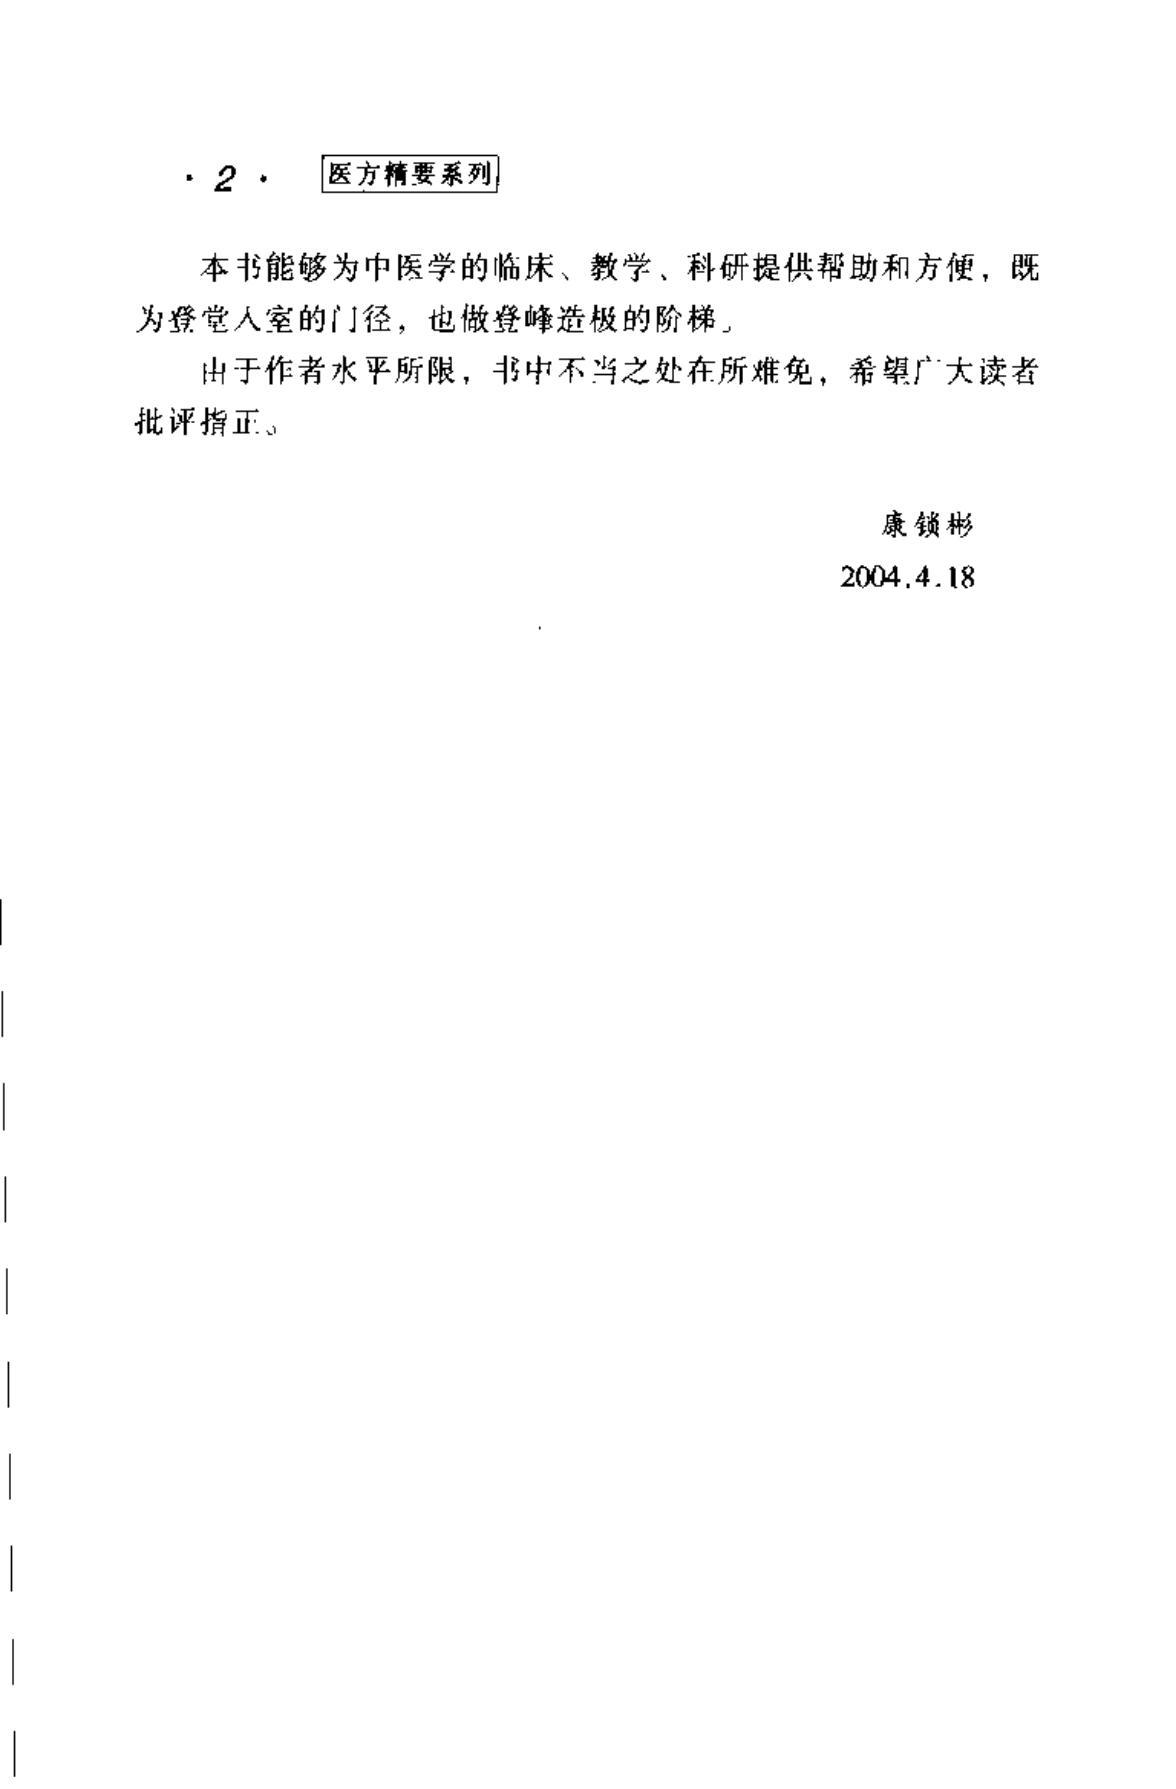 · 2 · 医方精要系列
本书能够为中医学的临床、教学、科研提供帮助和方便，既
为登堂入室的门径，也做登峰造极的阶梯。
由于作者水平所限，书中不当之处在所难免，希望广大读者
批评指正。
康锁彬
2004.4.18